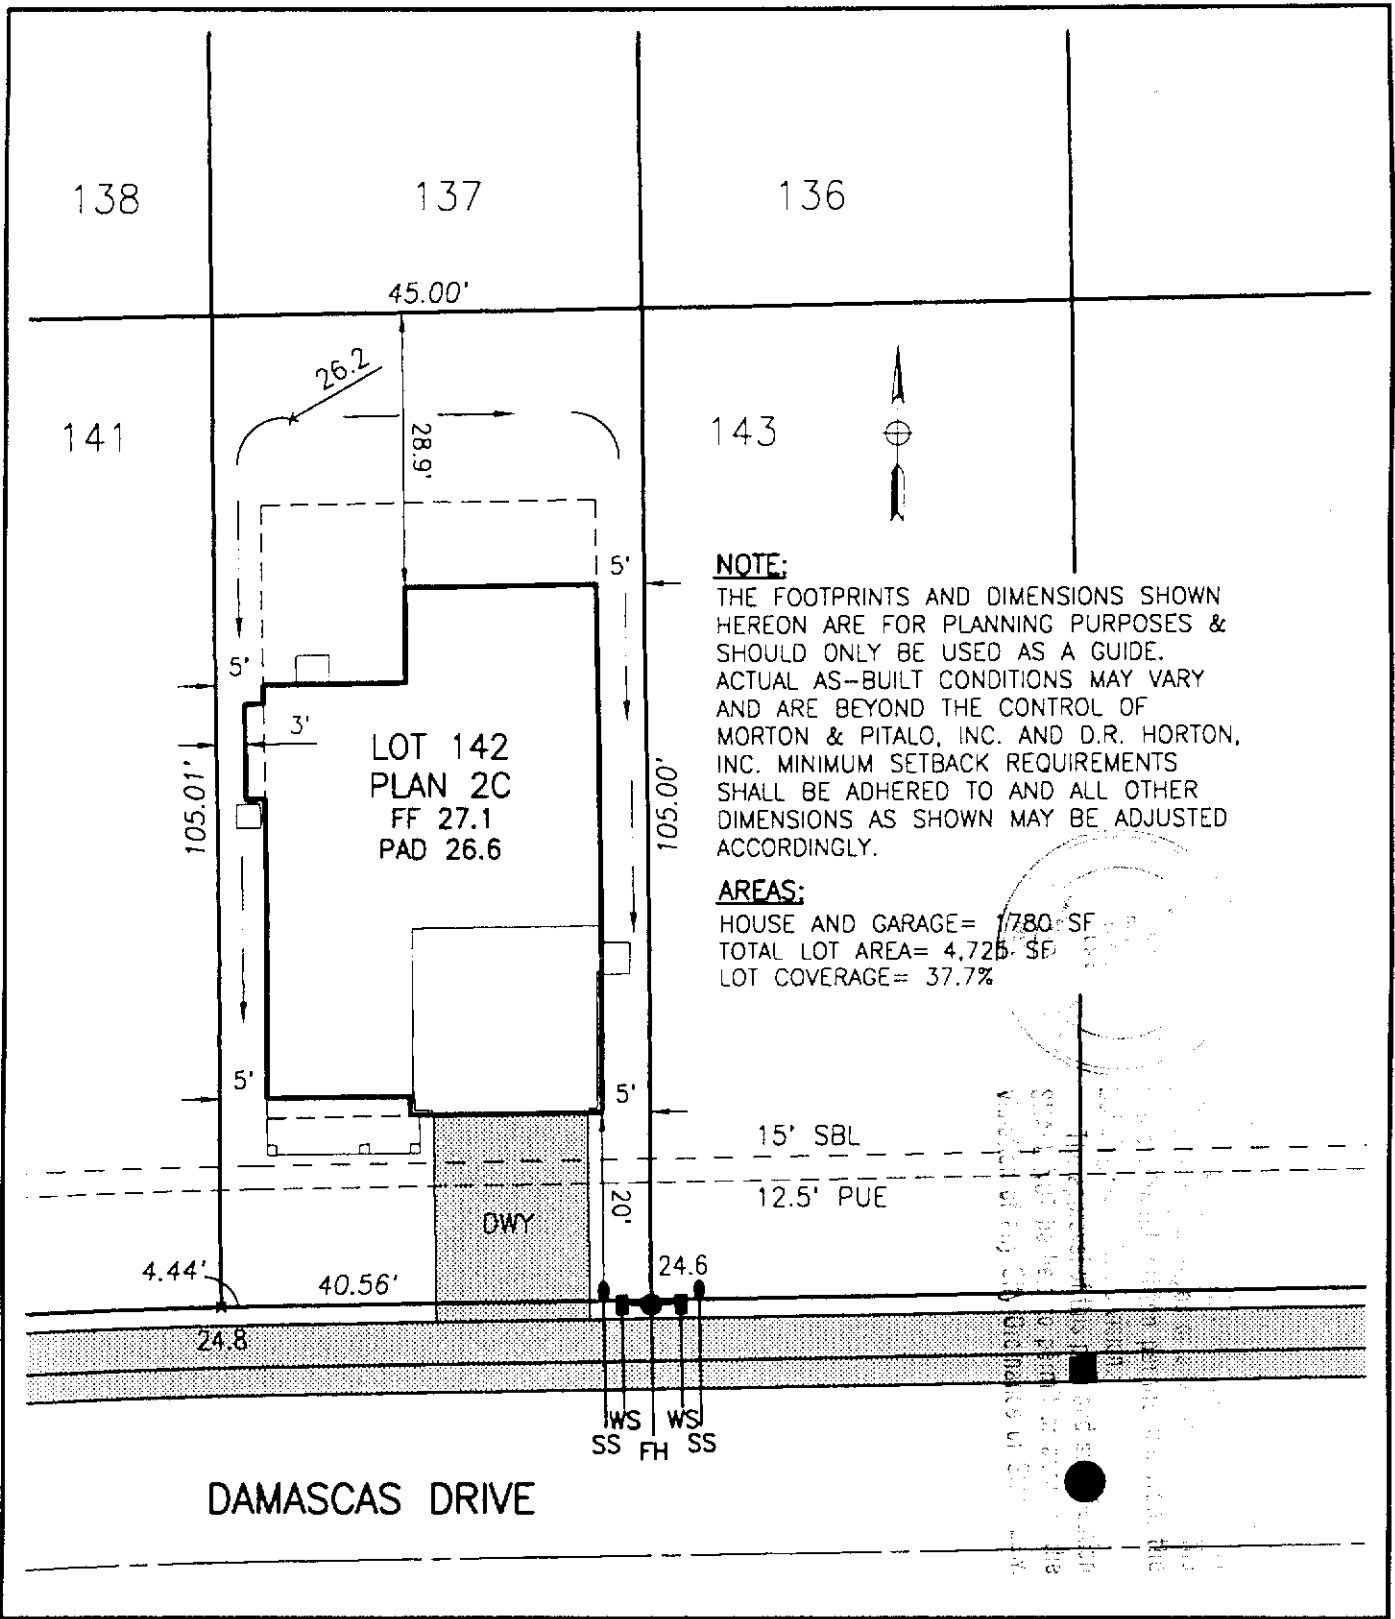 138
137
136
45.00'
26.2
141
28.9'
143
5'
NOTE:
THE FOOTPRINTS AND DIMENSIONS SHOWN
HEREON ARE FOR PLANNING PURPOSES &
SHOULD ONLY BE USED AS A GUIDE.
ACTUAL AS-BUILT CONDITIONS MAY VARY
AND ARE BEYOND THE CONTROL OF
MORTON & PITALO, INC. AND D.R. HORTON,
INC. MINIMUM SETBACK REQUIREMENTS
SHALL BE ADHERED TO AND ALL OTHER
DIMENSIONS AS SHOWN MAY BE ADJUSTED
ACCORDINGLY.
5'
3'
LOT 142
PLAN 2C
FF 27.1
PAD 26.6
105.01'
105.00'
AREAS:
HOUSE AND GARAGE= 1780 SF
TOTAL LOT AREA= 4,725 SF
LOT COVERAGE= 37.7%
5'
5'
15' SBL
12.5' PUE
20'
DWY
4.44'
40.56'
24.6
24.8
WS
WS
SS
FH
SS
DAMASCAS DRIVE